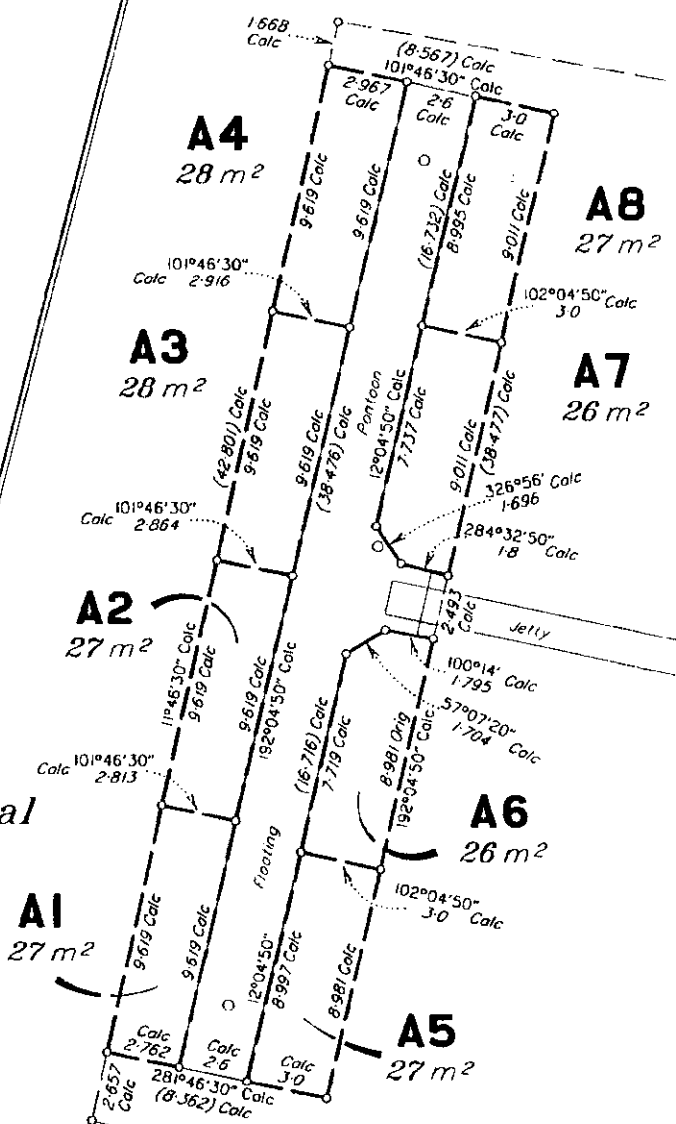 1·668
Calc
(8·567) Calc
101°46'30" Calc
2·967
Calc
2·6
Calc
3·0
Calc
A4
28 m²
9·619 Calc
9·619 Calc
(16·732) Calc
8·995 Calc
9·011 Calc
A8
27 m²
101°46'30"
Calc 2·916
102°04'50" Calc
3·0
A3
28 m²
(42·801) Calc
9·619 Calc
9·619 Calc
(38·476) Calc
Pontoon
12°04'50" Calc
7·737 Calc
9·011 Calc
(38·477) Calc
A7
26 m²
326°56' Calc
1·696
284°32'50"
1·8 Calc
101°46'30"
Calc 2·864
A2
27 m²
11°46'30" Calc
9·619 Calc
9·619 Calc
192°04'50" Calc
2·493
Calc
Jetty
100°14'
1·795 Calc
57°07'20"
1·704 Calc
(16·716) Calc
7·719 Calc
8·981 Orig
192°04'50" Calc
101°46'30"
Calc 2·813
al
A6
26 m²
Floating
102°04'50"
3·0 Calc
A1
27 m²
9·619 Calc
9·619 Calc
12°04'50"
8·997 Calc
8·981 Calc
A5
27 m²
Calc
2·762
Calc
2·6
Calc
3·0
281°46'30" Calc
(8·362) Calc
2·657
Calc